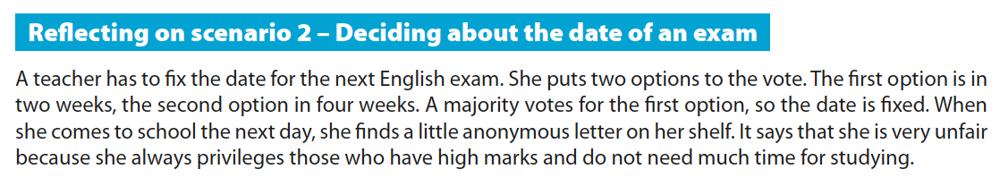 Reflecting on scenario 2 – Deciding about the date of an exam
A teacher has to fix the date for the next English exam. She puts two options to the vote. The first option is in
two weeks, the second option in four weeks. A majority votes for the first option, so the date is fixed. When
she comes to school the next day, she finds a little anonymous letter on her shelf. It says that she is very unfair
because she always privileges those who have high marks and do not need much time for studying.